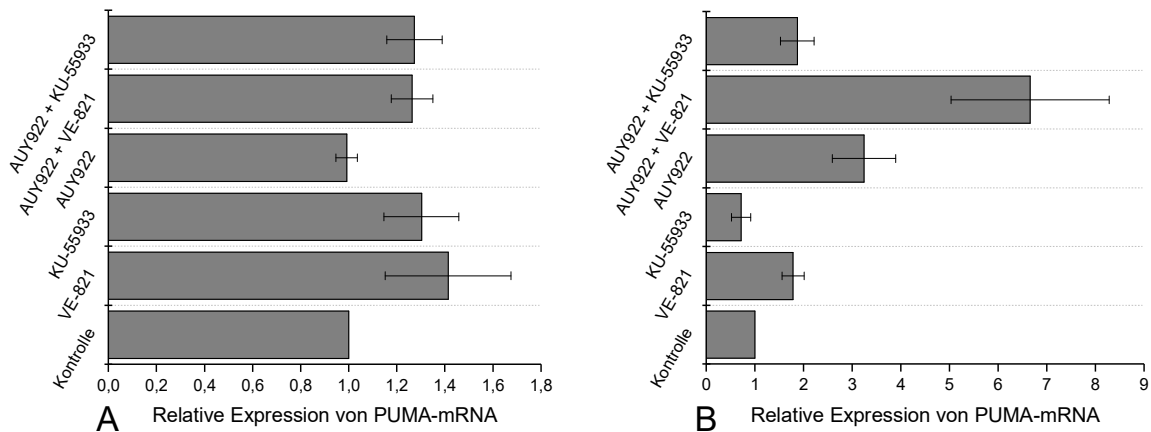 AUY922 + KU-55933
AUY922 + VE-821
AUY922
KU-55933
VE-821
Kontrolle
0,0 0,2 0,4 0,6 0,8 1,0 1,2 1,4 1,6 1,8
A Relative Expression von PUMA-mRNA
AUY922 + KU-55933
AUY922 + VE-821
AUY922
KU-55933
VE-821
Kontrolle
0 1 2 3 4 5 6 7 8 9
B Relative Expression von PUMA-mRNA